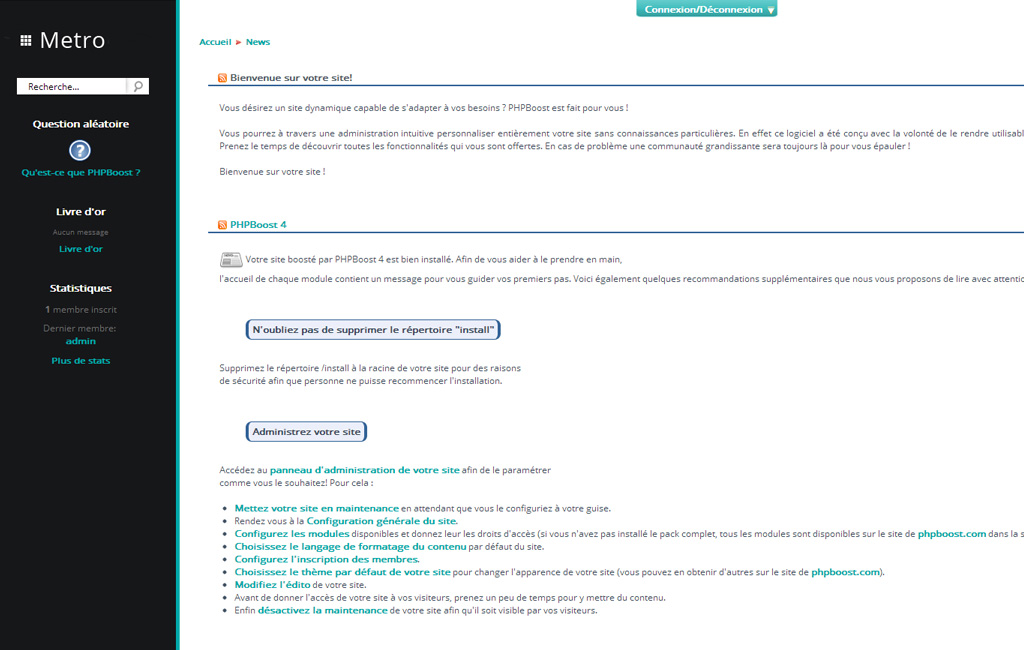 Connexion/Déconnexion
Metro
Recherche...
Question aléatoire
Qu'est-ce que PHPBoost ?
Livre d'or
Aucun message
Livre d'or
Statistiques
1 membre inscrit
Dernier membre:
admin
Plus de stats
Accueil ► News
Bienvenue sur votre site!
Vous désirez un site dynamique capable de s'adapter à vos besoins ? PHPBoost est fait pour vous !
Vous pourrez à travers une administration intuitive personnaliser entièrement votre site sans connaissances particulières. En effet ce logiciel a été conçu avec la volonté de le rendre utilisabl
Prenez le temps de découvrir toutes les fonctionnalités qui vous sont offertes. En cas de problème une communauté grandissante sera toujours là pour vous épauler !
Bienvenue sur votre site !
PHPBoost 4
Votre site boosté par PHPBoost 4 est bien installé. Afin de vous aider à le prendre en main,
l'accueil de chaque module contient un message pour vous guider vos premiers pas. Voici également quelques recommandations supplémentaires que nous vous proposons de lire avec attentio
N'oubliez pas de supprimer le répertoire "install"
Supprimez le répertoire /install à la racine de votre site pour des raisons
de sécurité afin que personne ne puisse recommencer l'installation.
Administrez votre site
Accédez au panneau d'administration de votre site afin de le paramétrer
comme vous le souhaitez! Pour cela :
• Mettez votre site en maintenance en attendant que vous le configuriez à votre guise.
• Rendez vous à la Configuration générale du site.
• Configurez les modules disponibles et donnez leur les droits d'accès (si vous n'avez pas installé le pack complet, tous les modules sont disponibles sur le site de phpboost.com dans la s
• Choisissez le langage de formatage du contenu par défaut du site.
• Configurez l'inscription des membres.
• Choisissez le thème par défaut de votre site pour changer l'apparence de votre site (vous pouvez en obtenir d'autres sur le site de phpboost.com).
• Modifiez l'édito de votre site.
• Avant de donner l'accès de votre site à vos visiteurs, prenez un peu de temps pour y mettre du contenu.
• Enfin désactivez la maintenance de votre site afin qu'il soit visible par vos visiteurs.